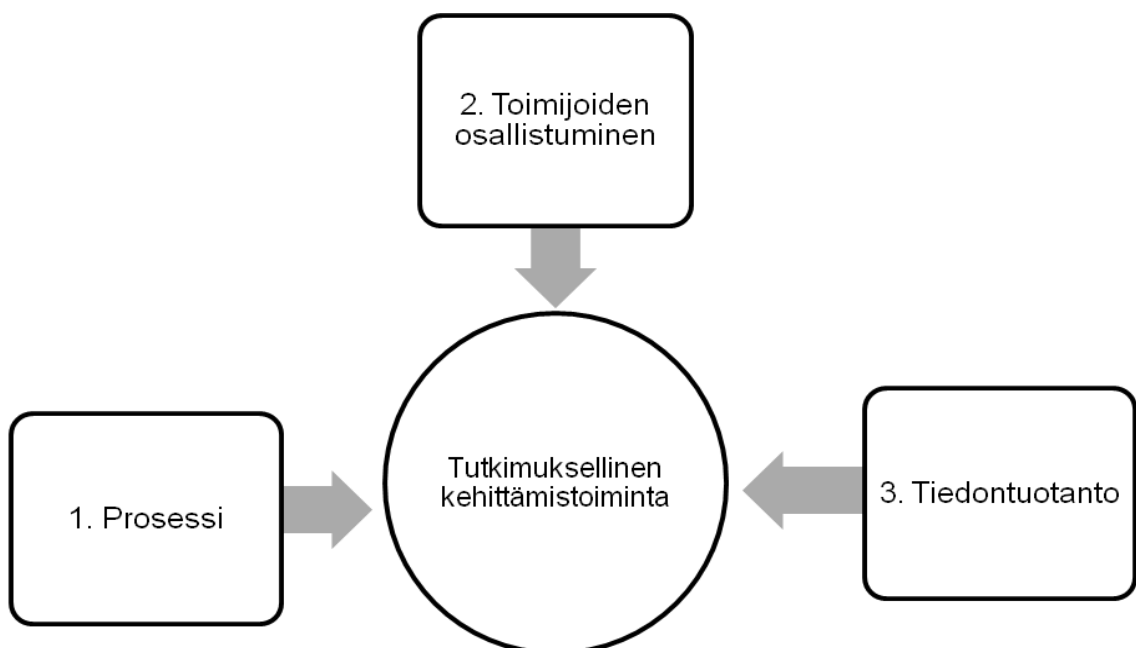 2. Toimijoiden
osallistuminen
1. Prosessi
Tutkimuksellinen
kehittämistoiminta
3. Tiedontuotanto